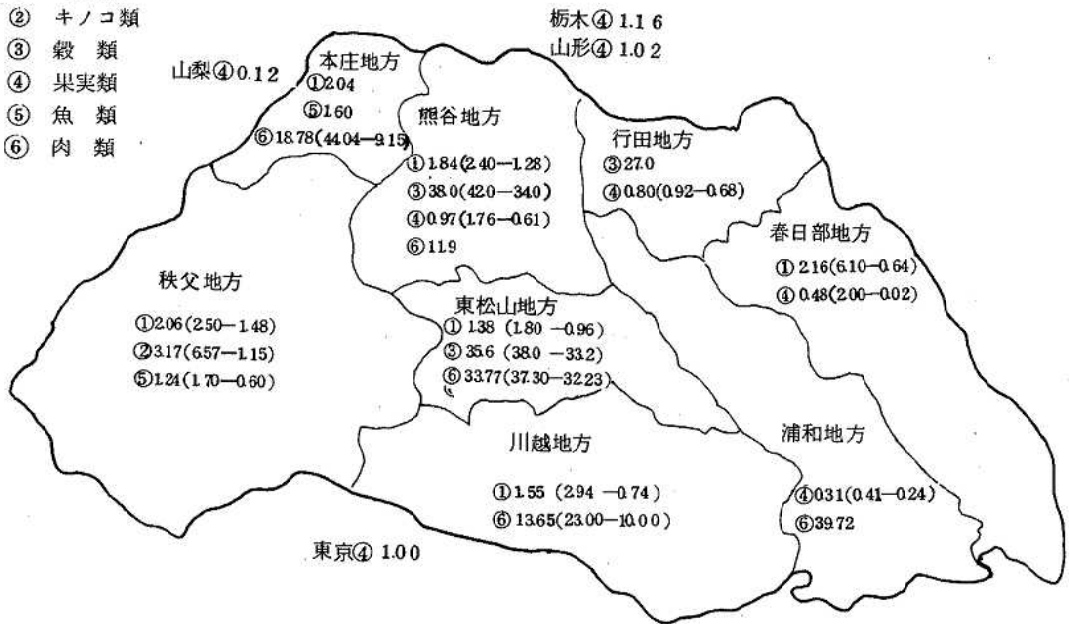 ② キノコ類
③ 穀 類
④ 果実類
⑤ 魚 類
⑥ 肉 類
山梨④0.12
栃木④1.16
山形④1.02
本庄地方
①2.04
⑤1.60
⑥18.78(44.04—9.15)
熊谷地方
①1.84(2.40—1.28)
③38.0(42.0—34.0)
④0.97(1.76—0.61)
⑥11.9
行田地方
③27.0
④0.80(0.92—0.68)
春日部地方
①2.16(6.10—0.64)
④0.48(2.00—0.02)
秩父地方
①2.06(2.50—1.48)
②3.17(6.57—1.15)
⑤1.24(1.70—0.60)
東松山地方
①1.38 (1.80 —0.96)
③35.6 (38.0 —33.2)
⑥33.77(37.30—32.23)
川越地方
①1.55 (2.94 —0.74)
⑥13.65(23.00—10.00)
浦和地方
④0.31(0.41—0.24)
⑥39.72
東京④ 1.00